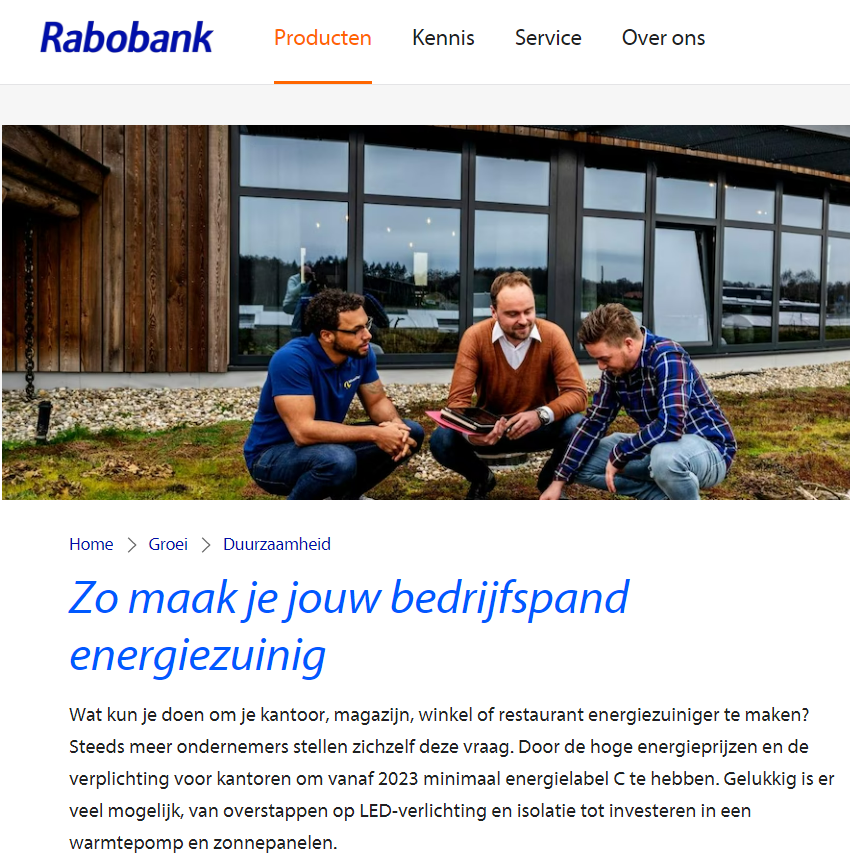 Rabobank Producten Kennis Service Over ons
Home > Groei > Duurzaamheid
Zo maak je jouw bedrijfspand
energiezuinig
Wat kun je doen om je kantoor, magazijn, winkel of restaurant energiezuiniger te maken?
Steeds meer ondernemers stellen zichzelf deze vraag. Door de hoge energieprijzen en de
verplichting voor kantoren om vanaf 2023 minimaal energielabel C te hebben. Gelukkig is er
veel mogelijk, van overstappen op LED-verlichting en isolatie tot investeren in een
warmtepomp en zonnepanelen.